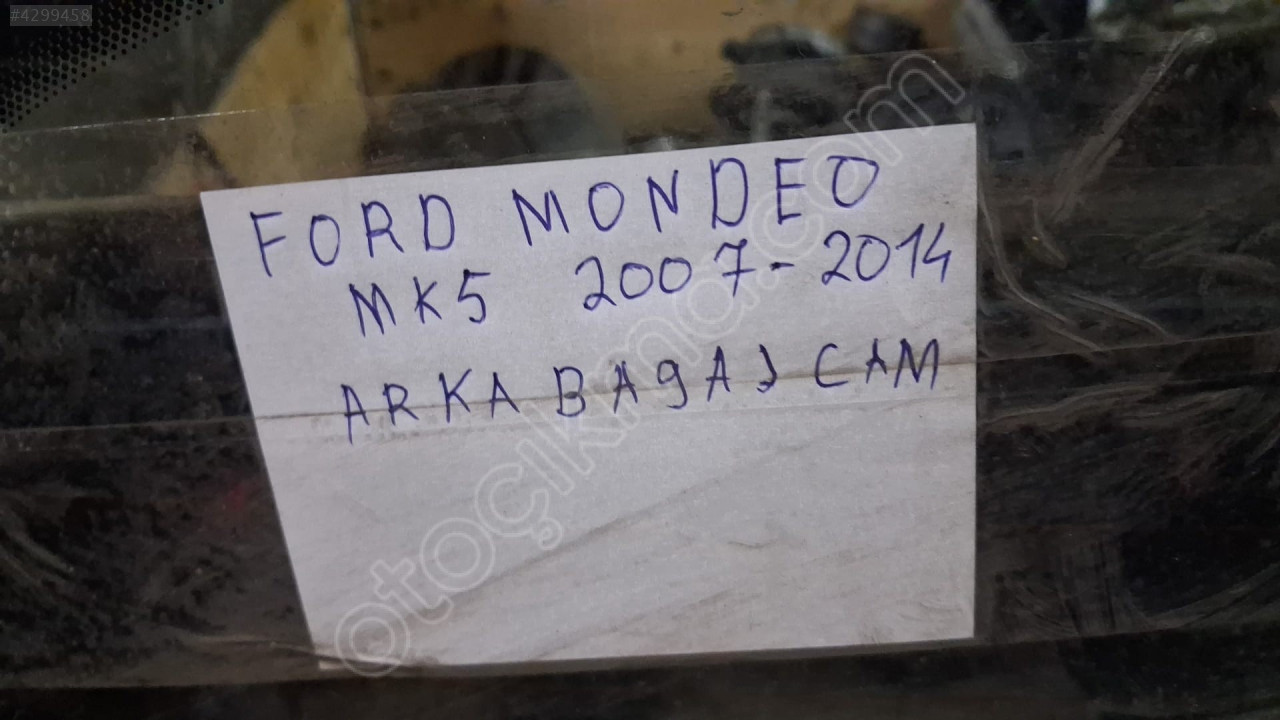 #4299458
FORD MONDEO
MK5 2007-2014
ARKA BAGAJ CAM
otoçıkma.com